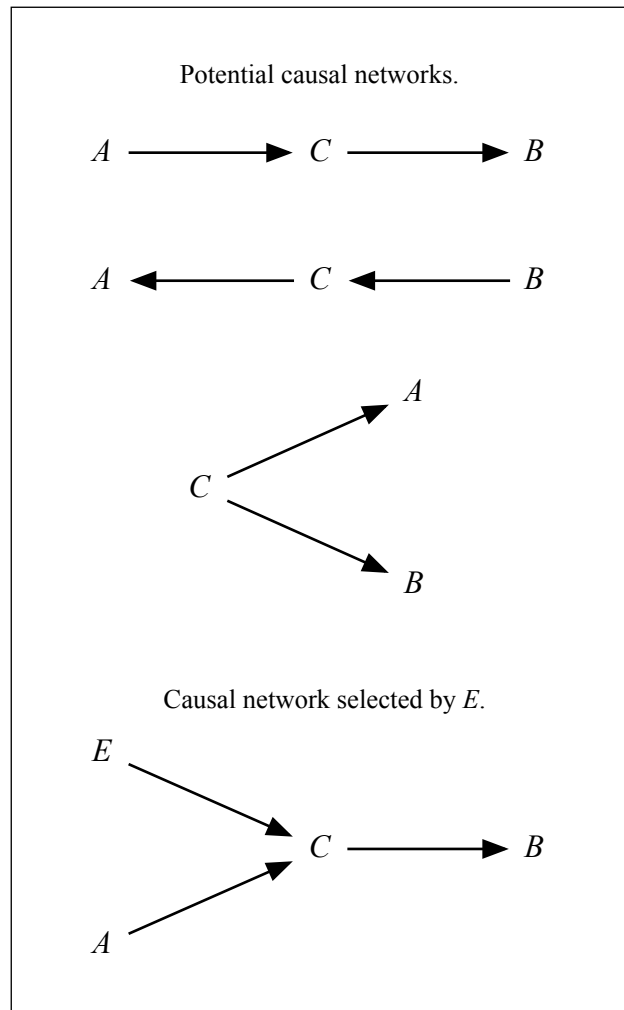 Potential causal networks.
A C B
A C B
A
C
B
Causal network selected by E.
E
C B
A